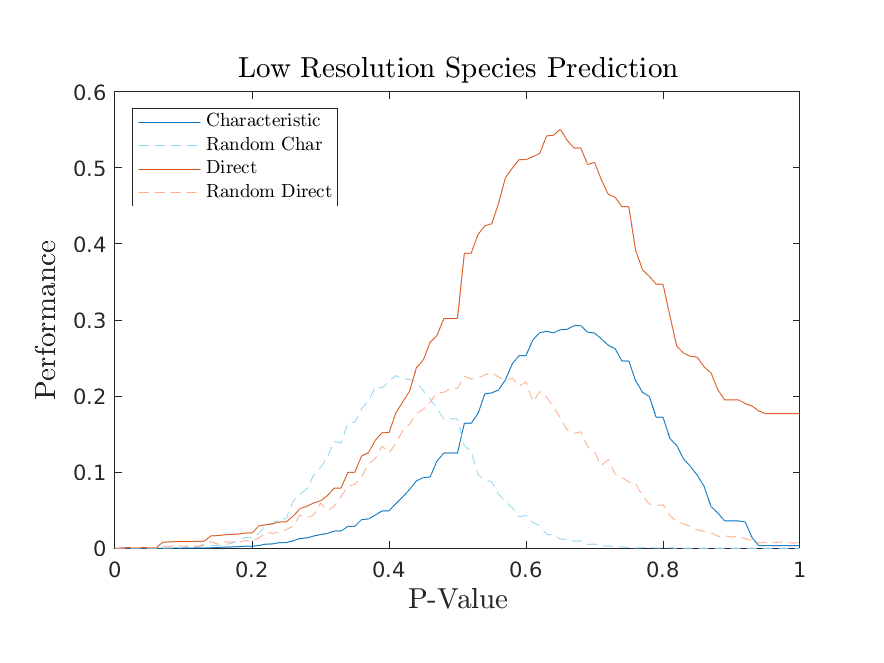 Low Resolution Species Prediction
0.6
0.5
0.4
0.3
0.2
0.1
0
Performance
Characteristic
Random Char
Direct
Random Direct
0 0.2 0.4 0.6 0.8 1
P-Value